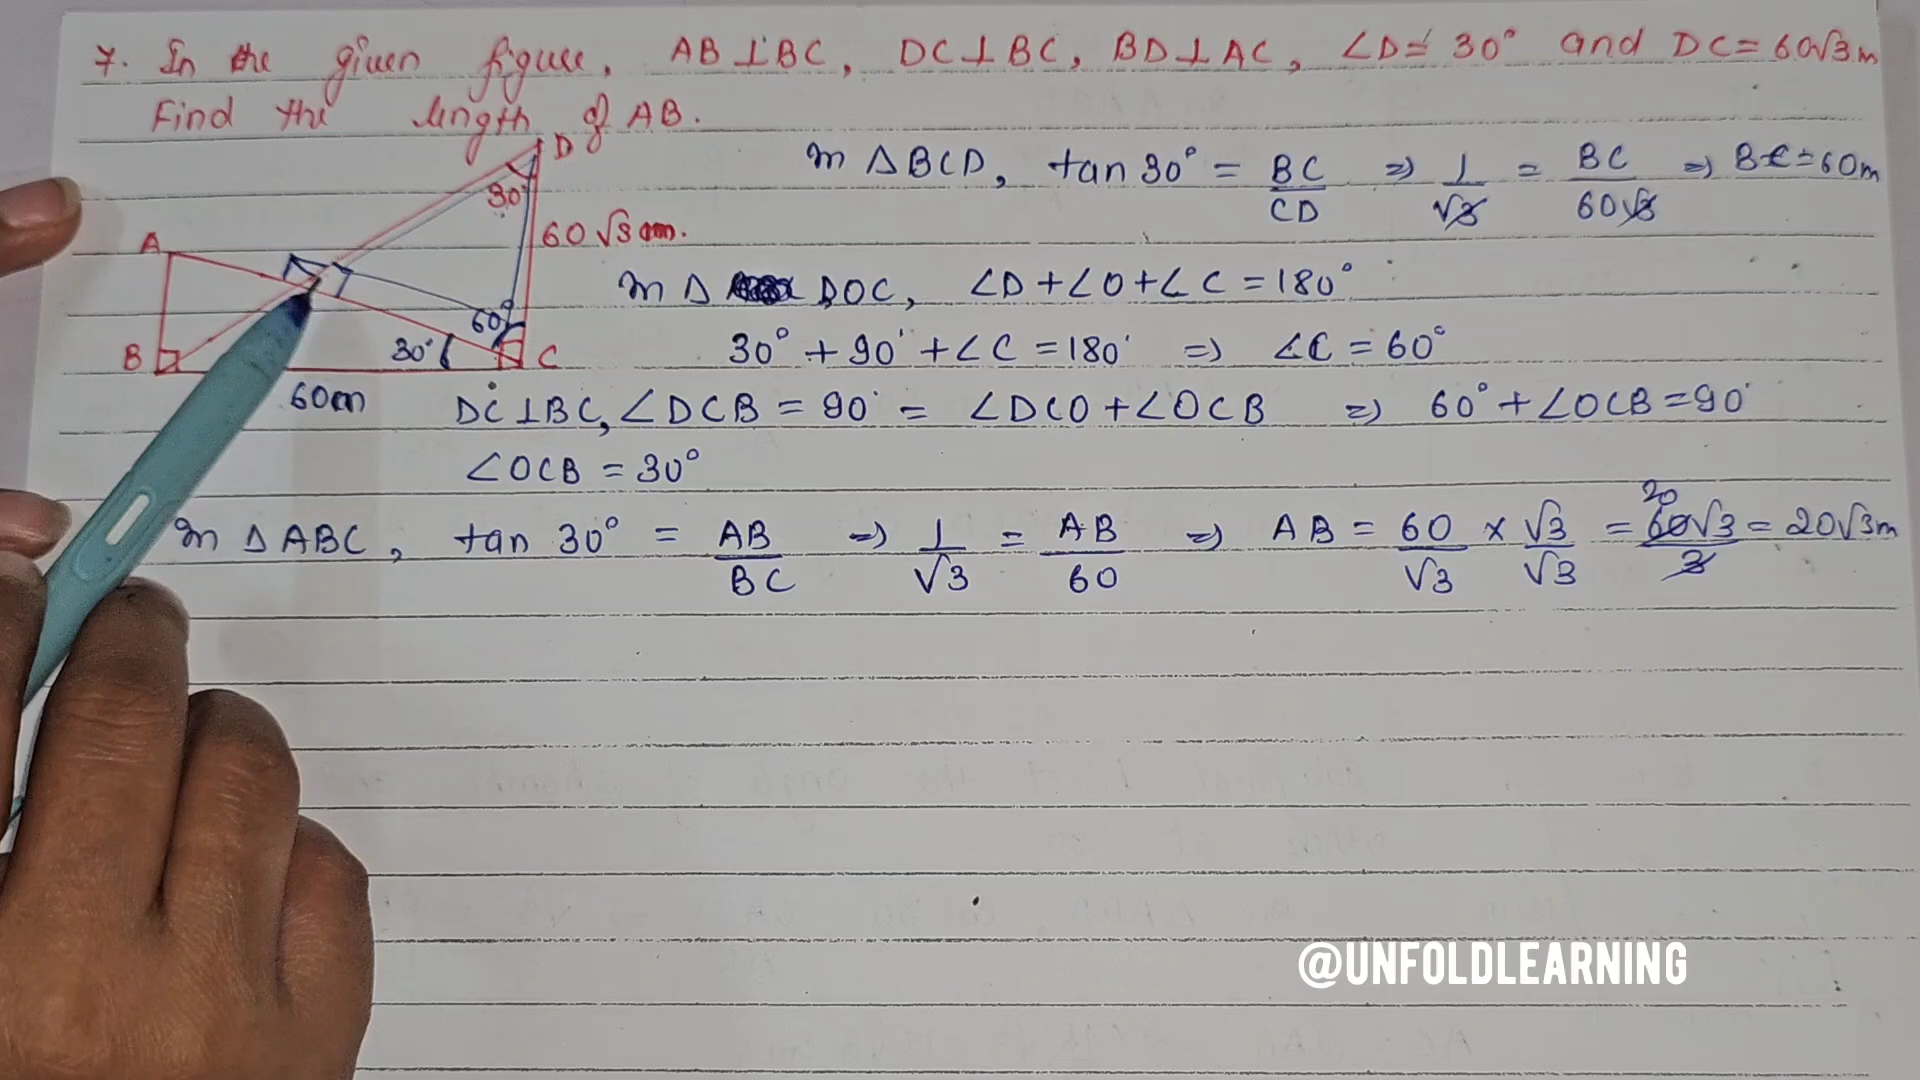 7. In the given figure, AB⊥BC, DC⊥BC, BD⊥AC, ∠D = 30° and DC = 60√3 m
Find the length of AB.
D
30°
60√3 cm.
A
60°
B
30°
C
60m
In △BCD, tan 30° = BC/CD ⇒ 1/√3 = BC/60√3 ⇒ BC = 60m
In △ DOC, ∠D + ∠O + ∠C = 180°
30° + 90° + ∠C = 180° ⇒ ∠C = 60°
DC⊥BC, ∠DCB = 90° = ∠DCO + ∠OCB ⇒ 60° + ∠OCB = 90°
∠OCB = 30°
In △ABC, tan 30° = AB/BC ⇒ 1/√3 = AB/60 ⇒ AB = 60/√3 × √3/√3 = 20 60√3/3 = 20√3m
@UNFOLDLEARNING